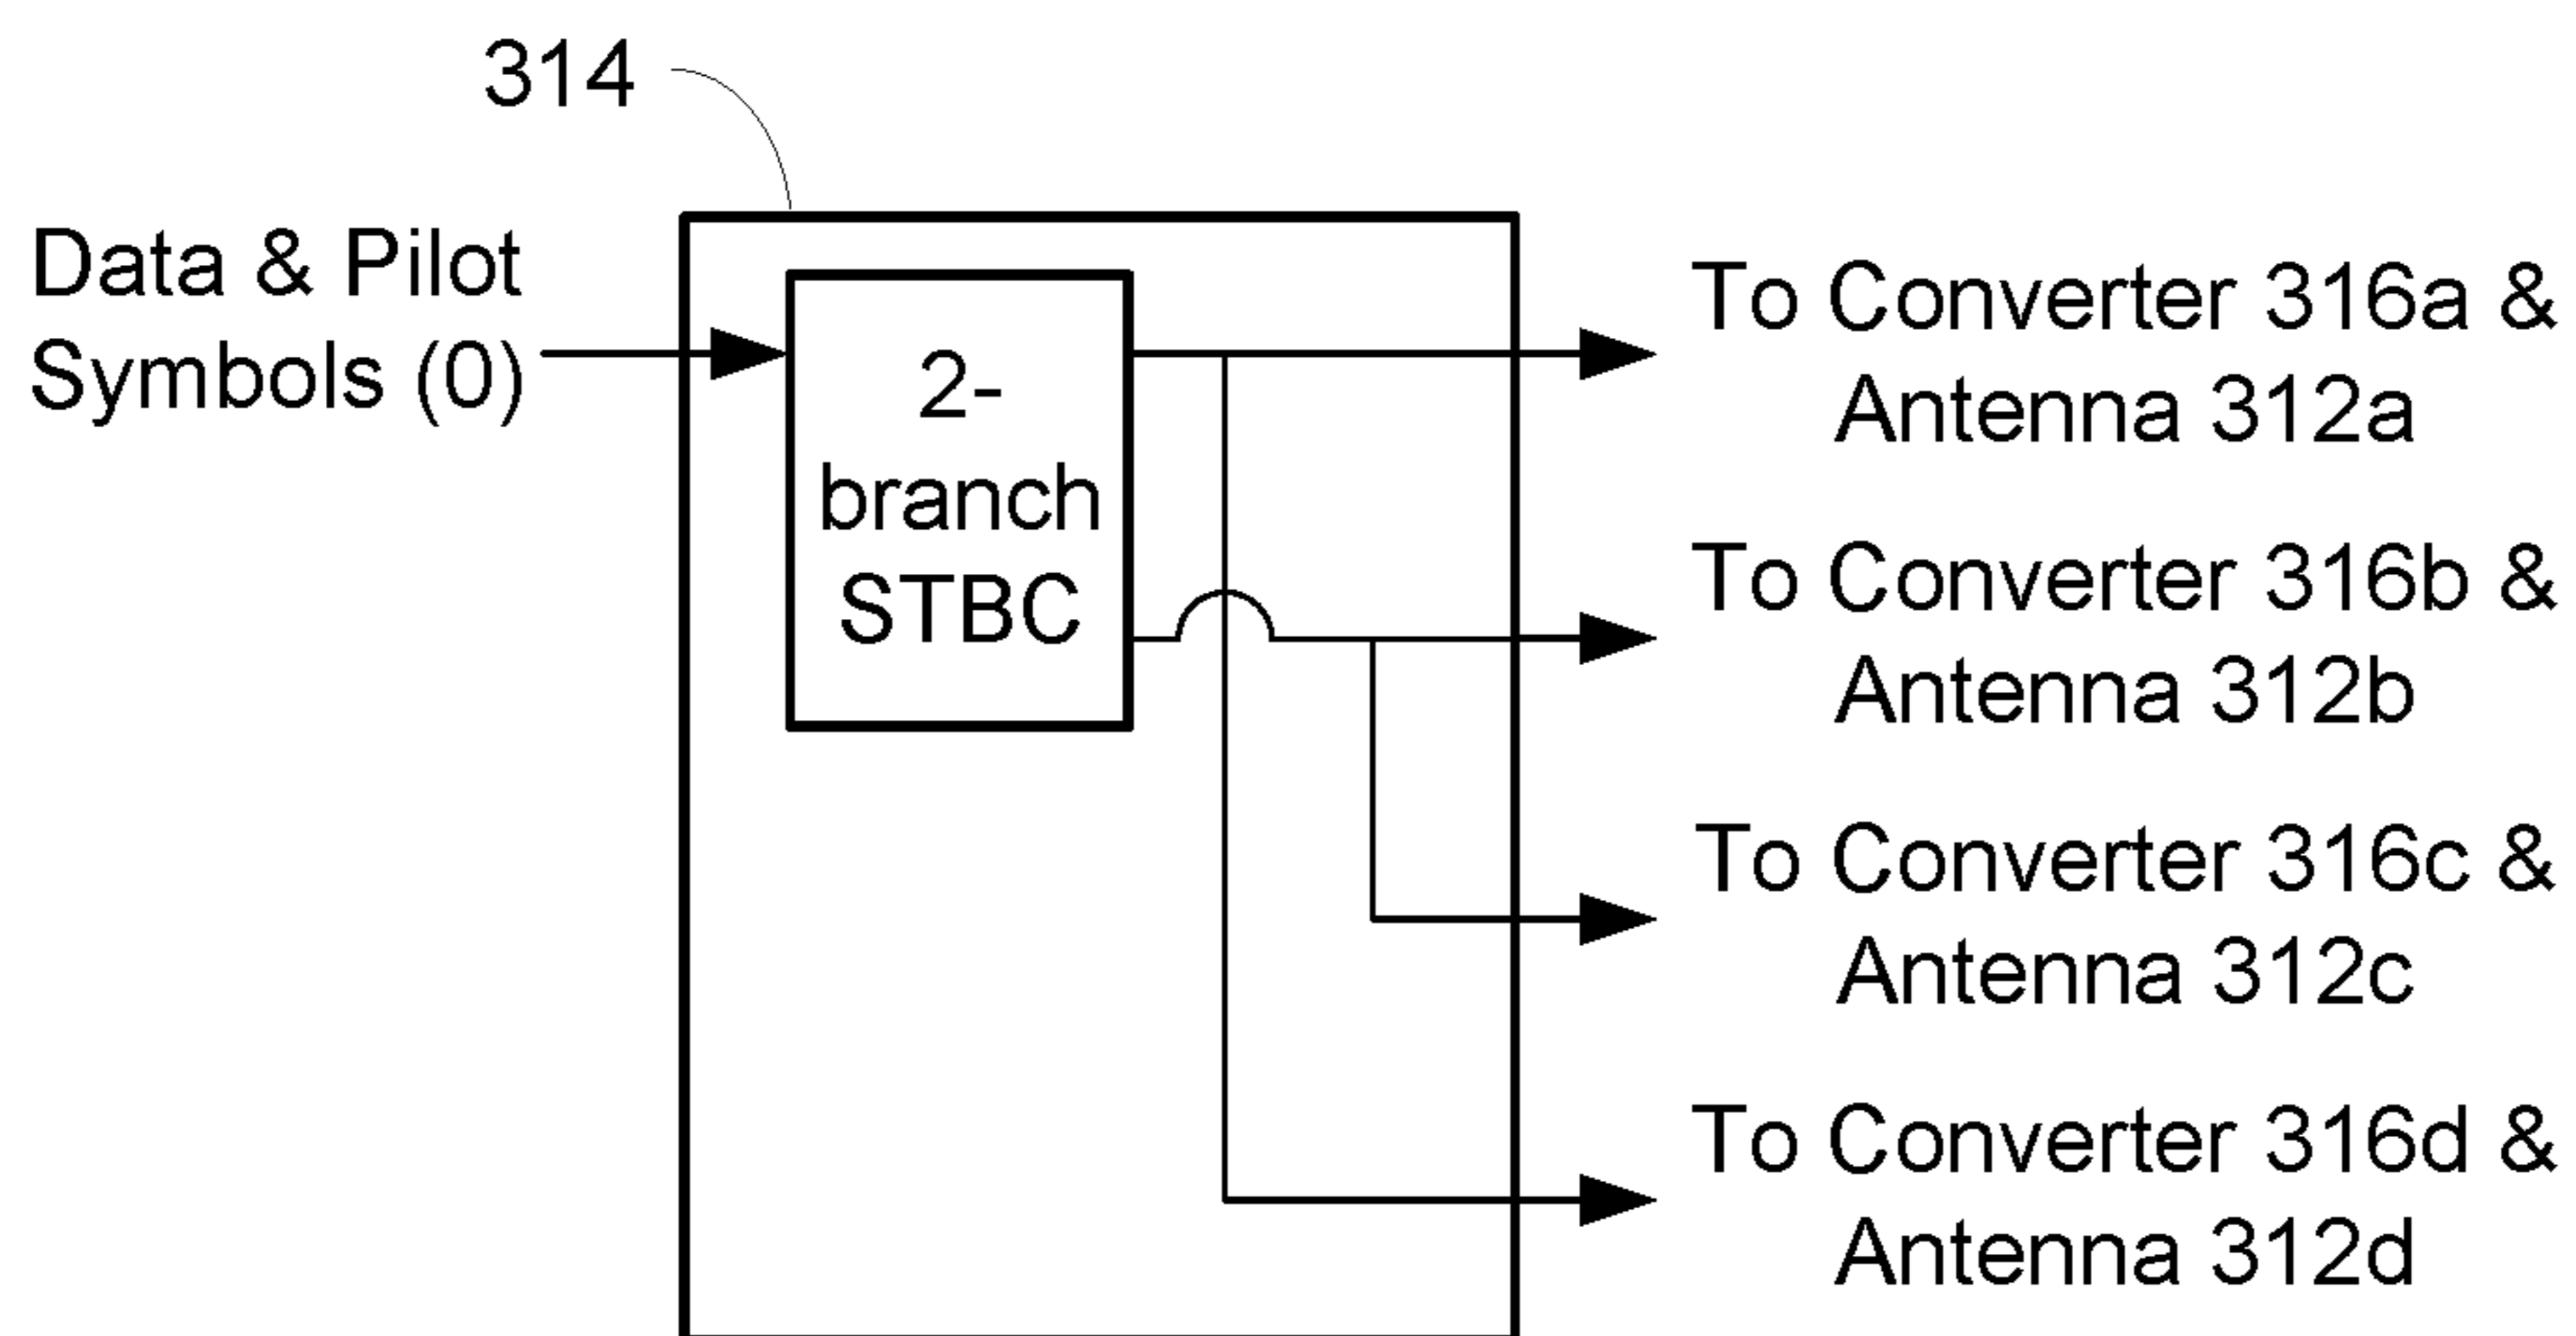 314
Data & Pilot
Symbols (0)
2-
branch
STBC
To Converter 316a &
Antenna 312a
To Converter 316b &
Antenna 312b
To Converter 316c &
Antenna 312c
To Converter 316d &
Antenna 312d